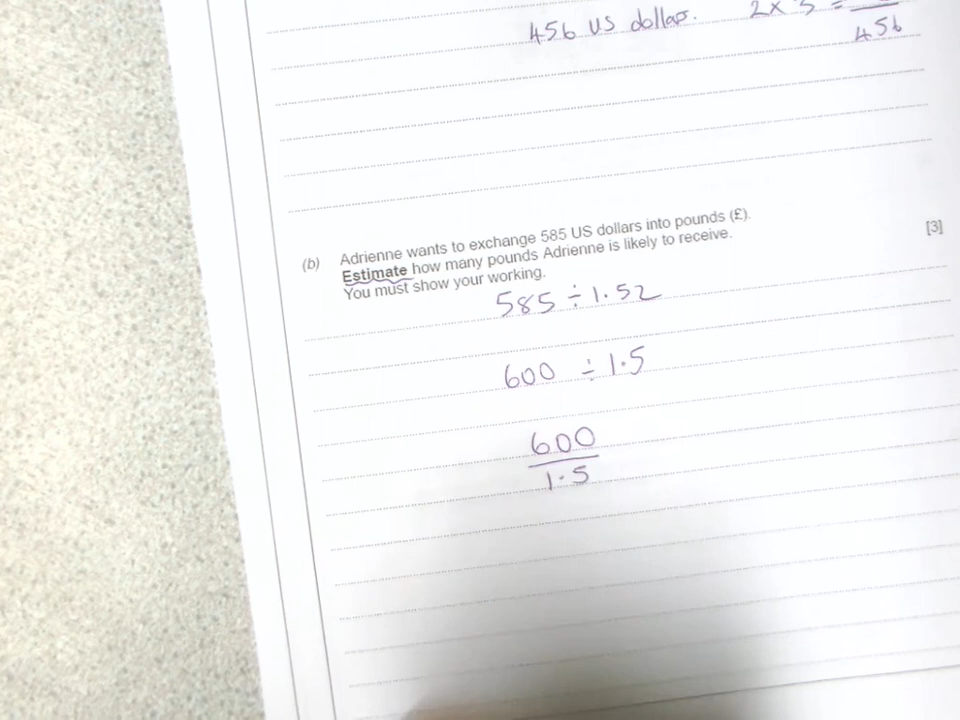 456 US dollars. 2 x 3 =
456
(b) Adrienne wants to exchange 585 US dollars into pounds (£).
Estimate how many pounds Adrienne is likely to receive.
You must show your working.
[3]
585 ÷ 1.52
600 ÷ 1.5
600
1.5